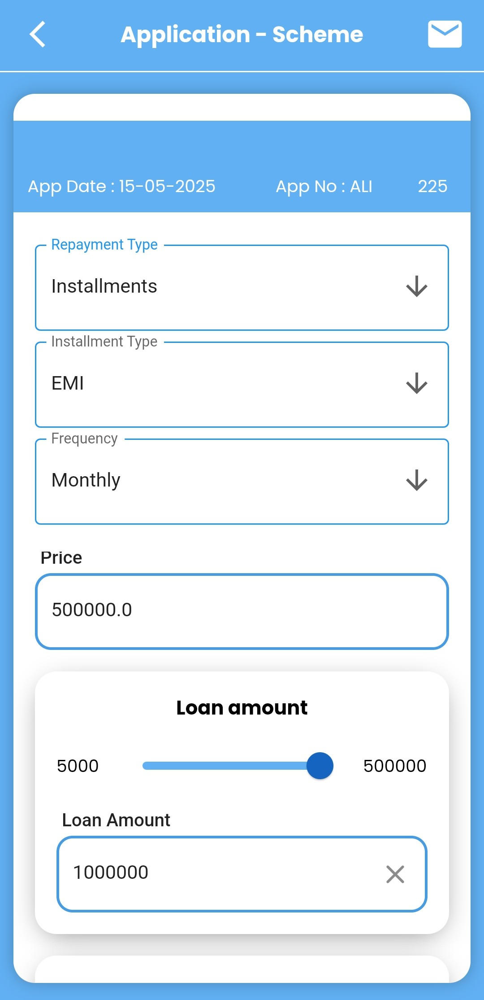 Application - Scheme
App Date : 15-05-2025 App No : ALI 225
Repayment Type
Installments
Installment Type
EMI
Frequency
Monthly
Price
500000.0
Loan amount
5000 500000
Loan Amount
1000000